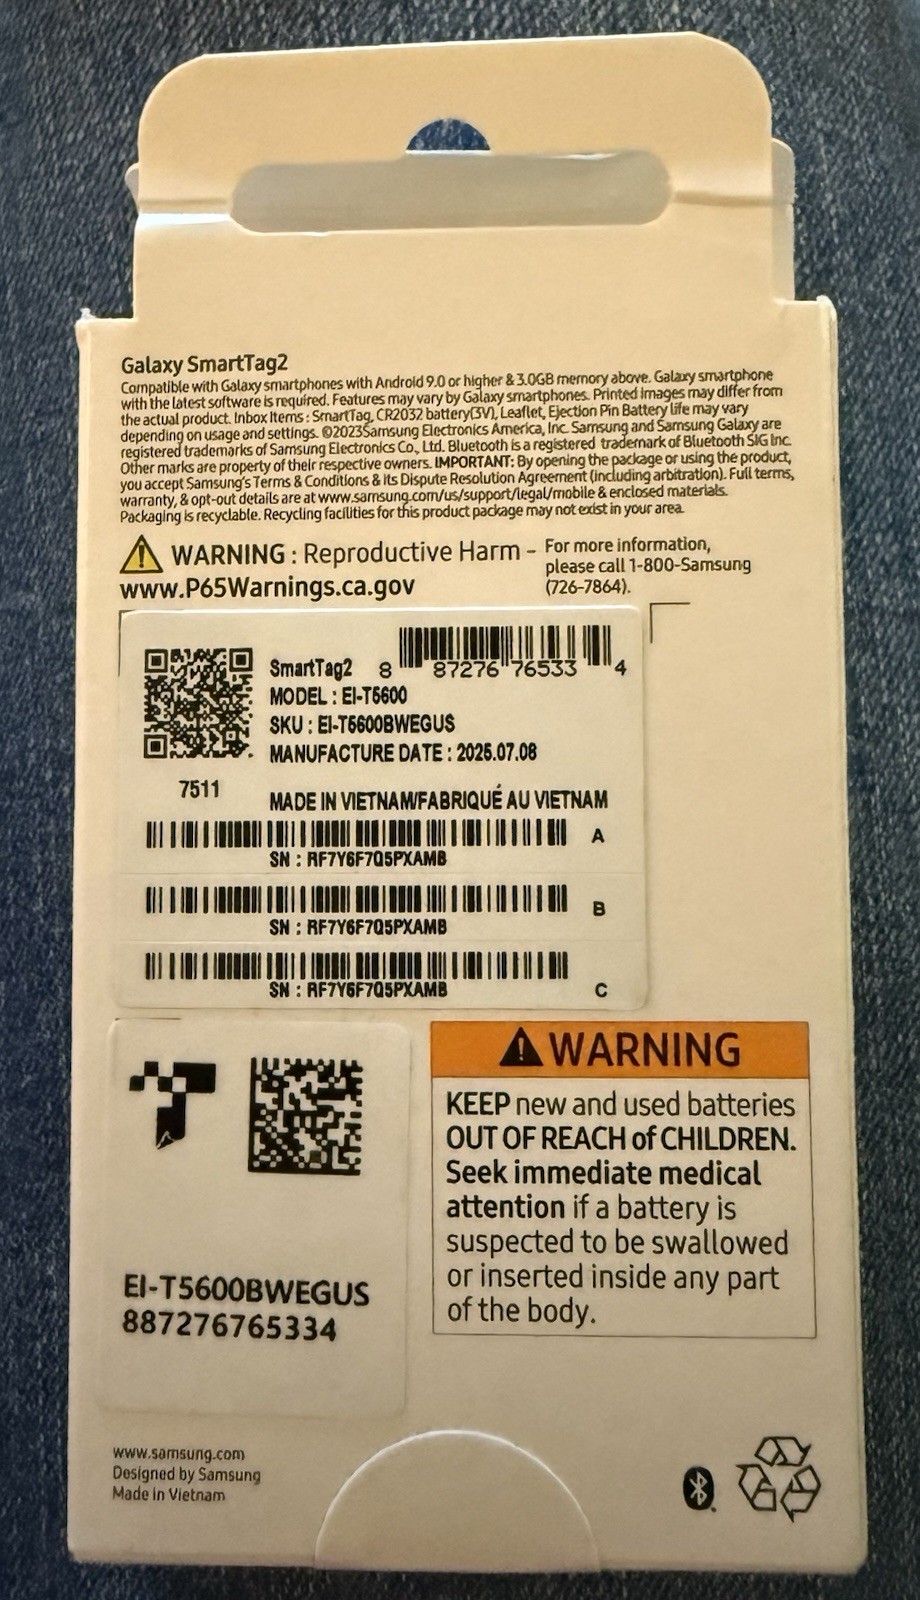 Galaxy SmartTag2
Compatible with Galaxy smartphones with Android 9.0 or higher & 3.0GB memory above. Galaxy smartphone
with the latest software is required. Features may vary by Galaxy smartphones. Printed images may differ from
the actual product. Inbox Items : SmartTag, CR2032 battery(3V), Leaflet, Ejection Pin Battery life may vary
depending on usage and settings. ©2023Samsung Electronics America, Inc. Samsung and Samsung Galaxy are
registered trademarks of Samsung Electronics Co., Ltd. Bluetooth is a registered trademark of Bluetooth SIG Inc.
Other marks are property of their respective owners. IMPORTANT: By opening the package or using the product,
you accept Samsung's Terms & Conditions & its Dispute Resolution Agreement (including arbitration). Full terms,
warranty, & opt-out details are at www.samsung.com/us/support/legal/mobile & enclosed materials.
Packaging is recyclable. Recycling facilities for this product package may not exist in your area.
WARNING : Reproductive Harm –
www.P65Warnings.ca.gov
For more information,
please call 1-800-Samsung
(726-7864).
SmartTag2
8 87276 76533 4
MODEL : EI-T5600
SKU : EI-T5600BWEGUS
MANUFACTURE DATE : 2025.07.08
7511
MADE IN VIETNAM/FABRIQUÉ AU VIETNAM
A
SN : RF7Y6F7Q5PXAMB
B
SN : RF7Y6F7Q5PXAMB
C
SN : RF7Y6F7Q5PXAMB
EI-T5600BWEGUS
887276765334
WARNING
KEEP new and used batteries
OUT OF REACH of CHILDREN.
Seek immediate medical
attention if a battery is
suspected to be swallowed
or inserted inside any part
of the body.
www.samsung.com
Designed by Samsung
Made in Vietnam